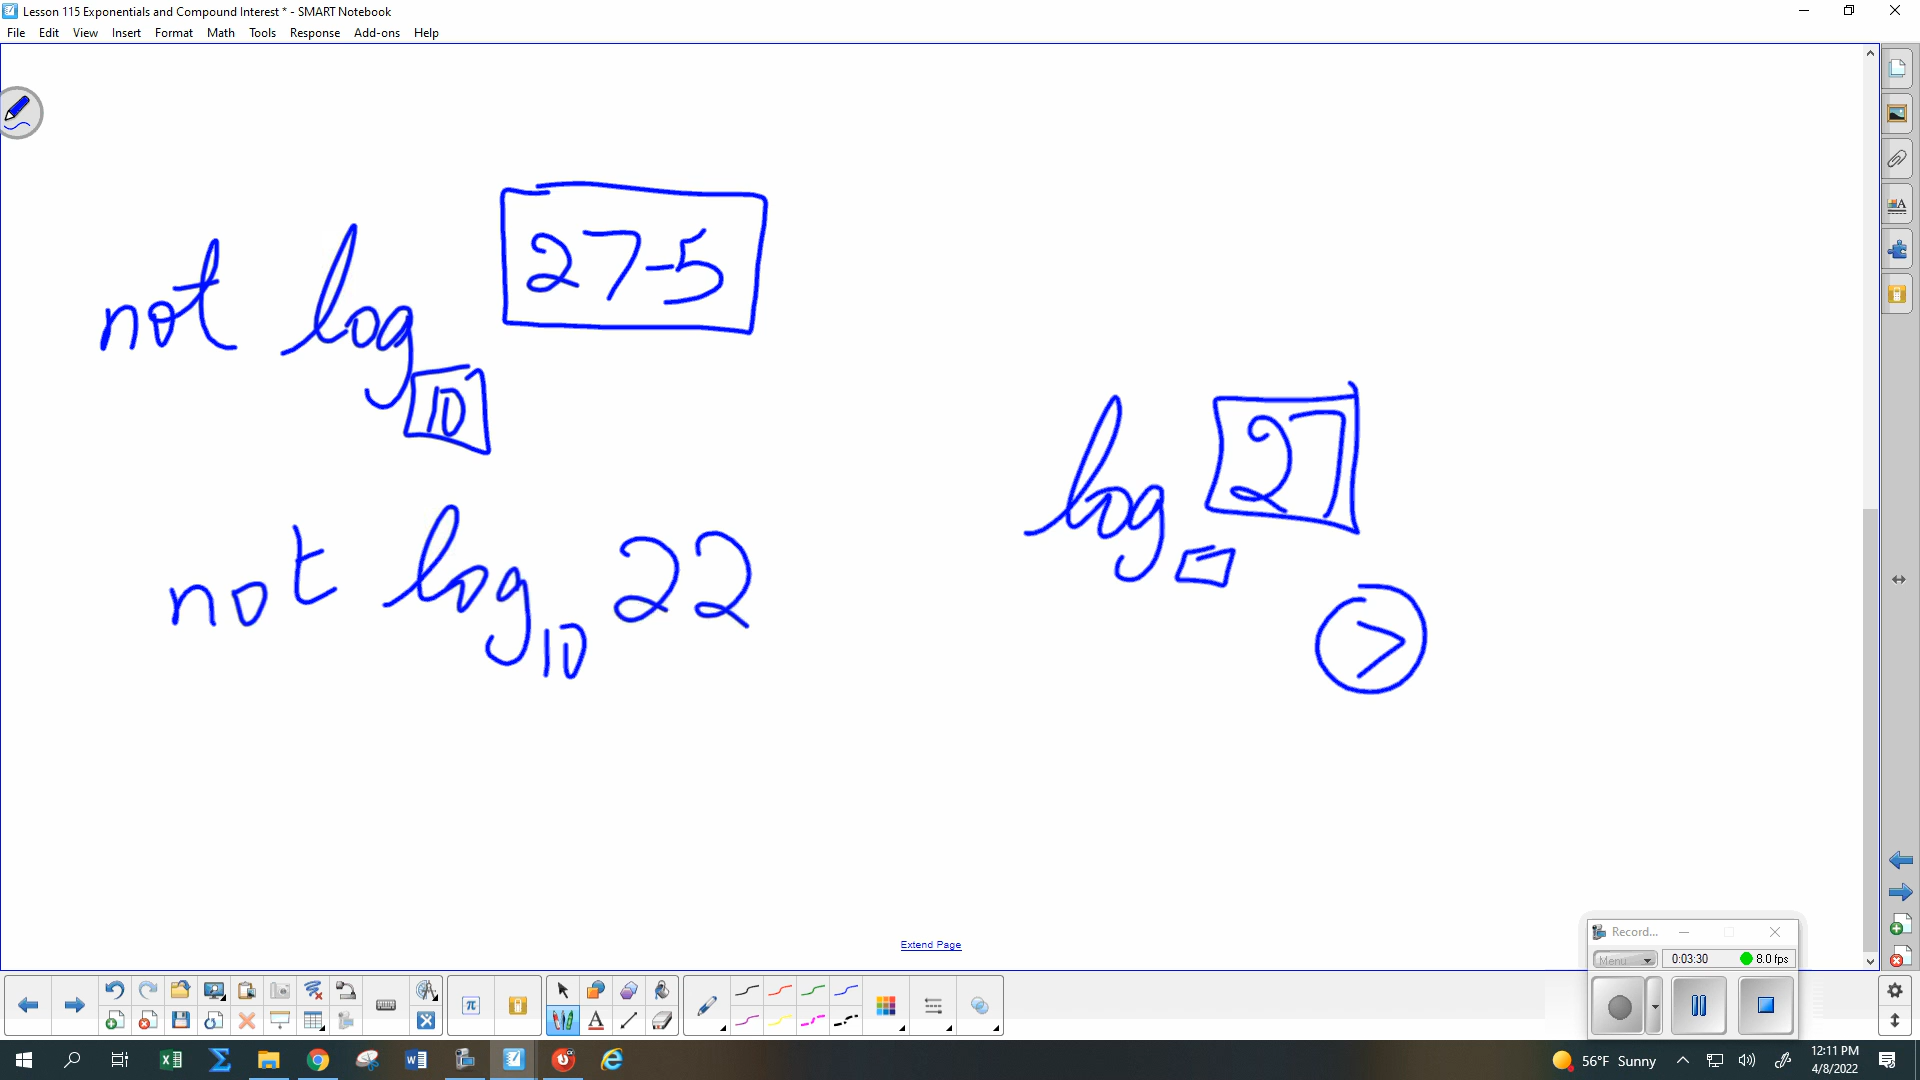 Lesson 115 Exponentials and Compound Interest * - SMART Notebook
File Edit View Insert Format Math Tools Response Add-ons Help
not log 10 27-5
not log 10 22
log 27
>
Extend Page
Record...
Menu 0:03:30 8.0 fps
56°F Sunny
12:11 PM
4/8/2022